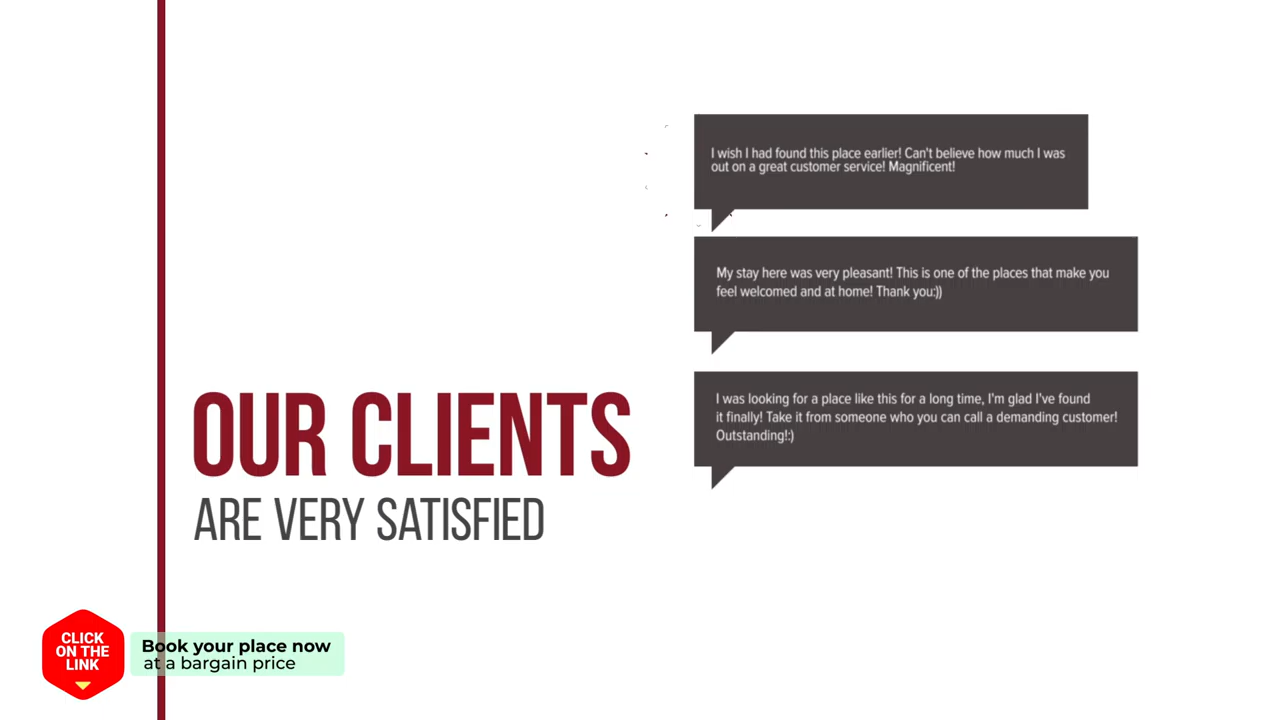 I wish I had found this place earlier! Can't believe how much I was
out on a great customer service! Magnificent!
My stay here was very pleasant! This is one of the places that make you
feel welcomed and at home! Thank you:))
I was looking for a place like this for a long time, I'm glad I've found
it finally! Take it from someone who you can call a demanding customer!
Outstanding!:)
OUR CLIENTS
ARE VERY SATISFIED
CLICK
ON THE
LINK
Book your place now
at a bargain price